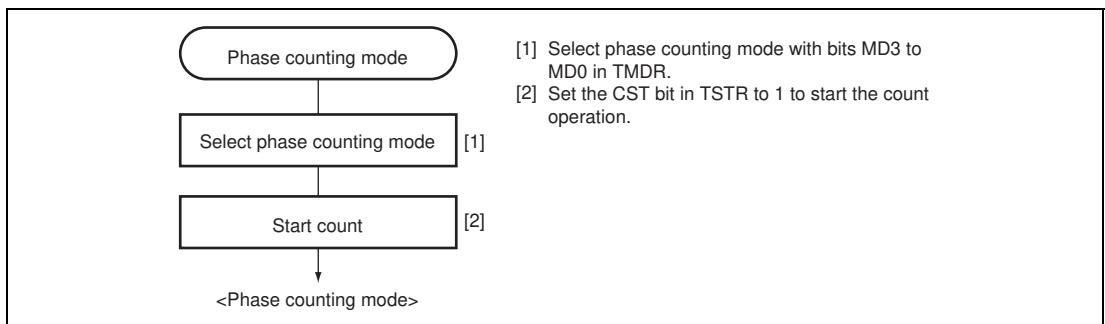 Phase counting mode
Select phase counting mode [1]
Start count [2]
<Phase counting mode>
[1] Select phase counting mode with bits MD3 to
MD0 in TMDR.
[2] Set the CST bit in TSTR to 1 to start the count
operation.